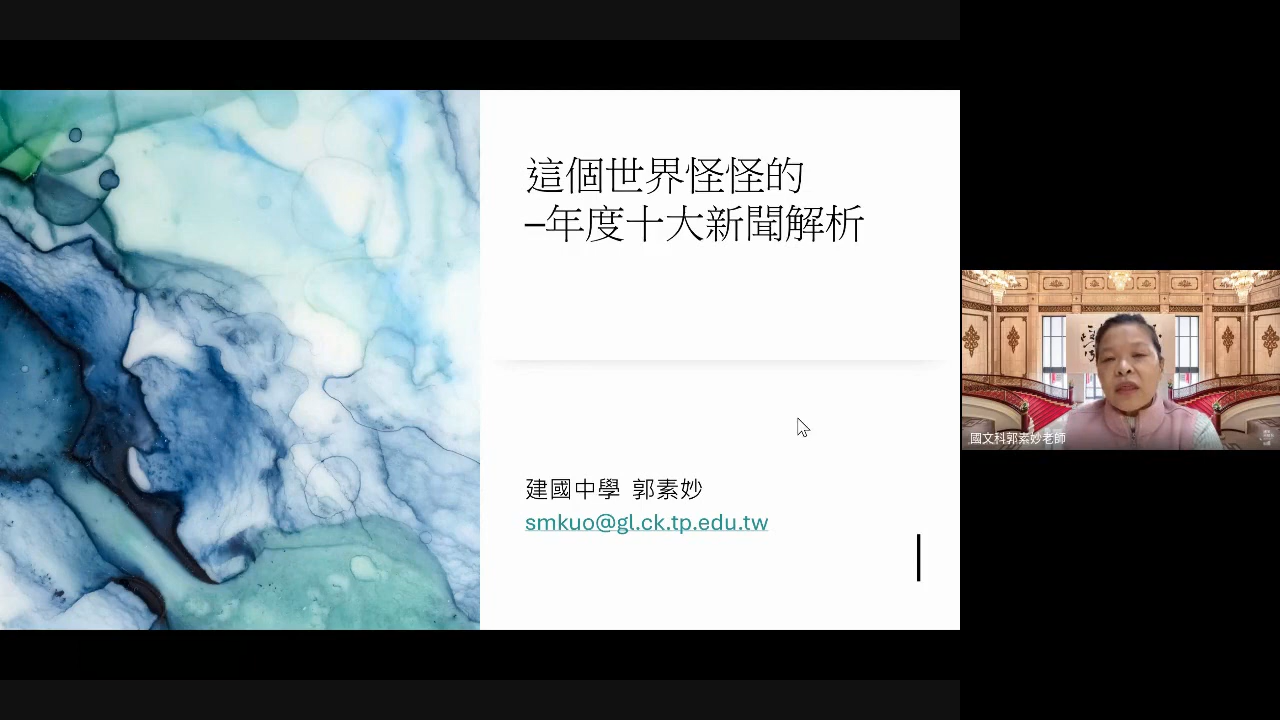 這個世界怪怪的
–年度十大新聞解析
建國中學 郭素妙
smkuo@gl.ck.tp.edu.tw
國文科郭素妙老師